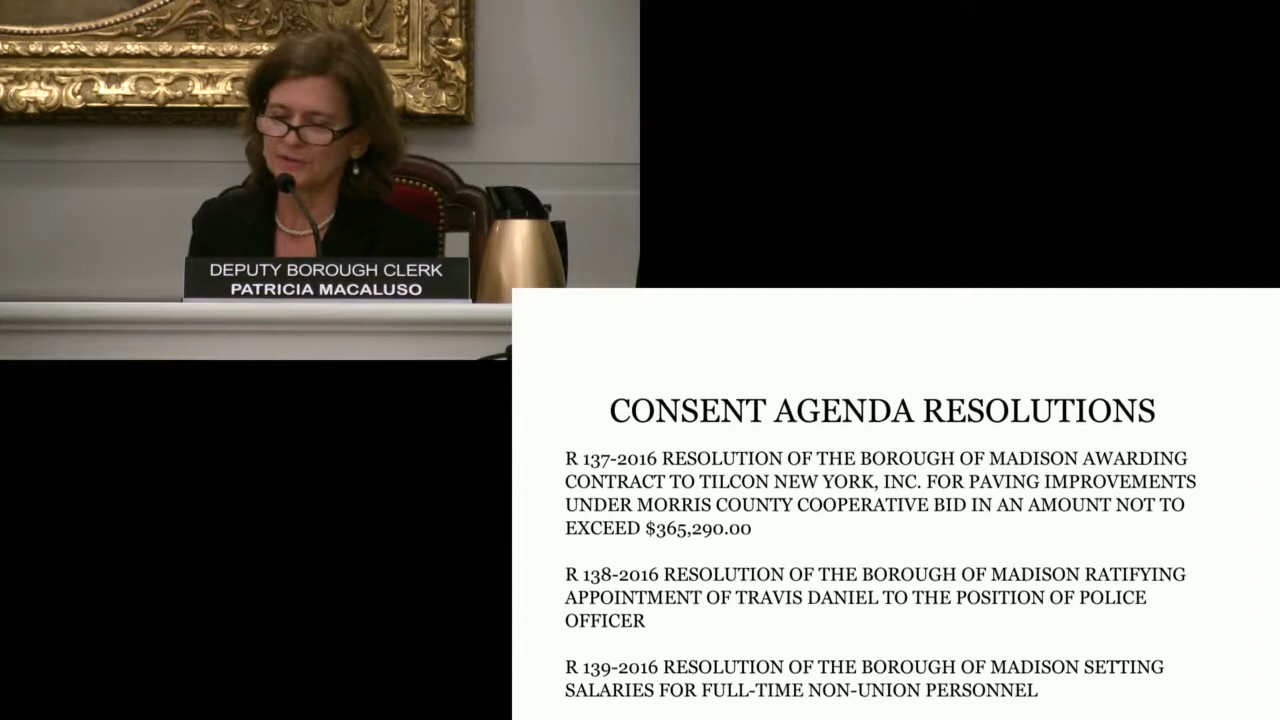 DEPUTY BOROUGH CLERK
PATRICIA MACALUSO
CONSENT AGENDA RESOLUTIONS
R 137-2016 RESOLUTION OF THE BOROUGH OF MADISON AWARDING
CONTRACT TO TILCON NEW YORK, INC. FOR PAVING IMPROVEMENTS
UNDER MORRIS COUNTY COOPERATIVE BID IN AN AMOUNT NOT TO
EXCEED $365,290.00
R 138-2016 RESOLUTION OF THE BOROUGH OF MADISON RATIFYING
APPOINTMENT OF TRAVIS DANIEL TO THE POSITION OF POLICE
OFFICER
R 139-2016 RESOLUTION OF THE BOROUGH OF MADISON SETTING
SALARIES FOR FULL-TIME NON-UNION PERSONNEL